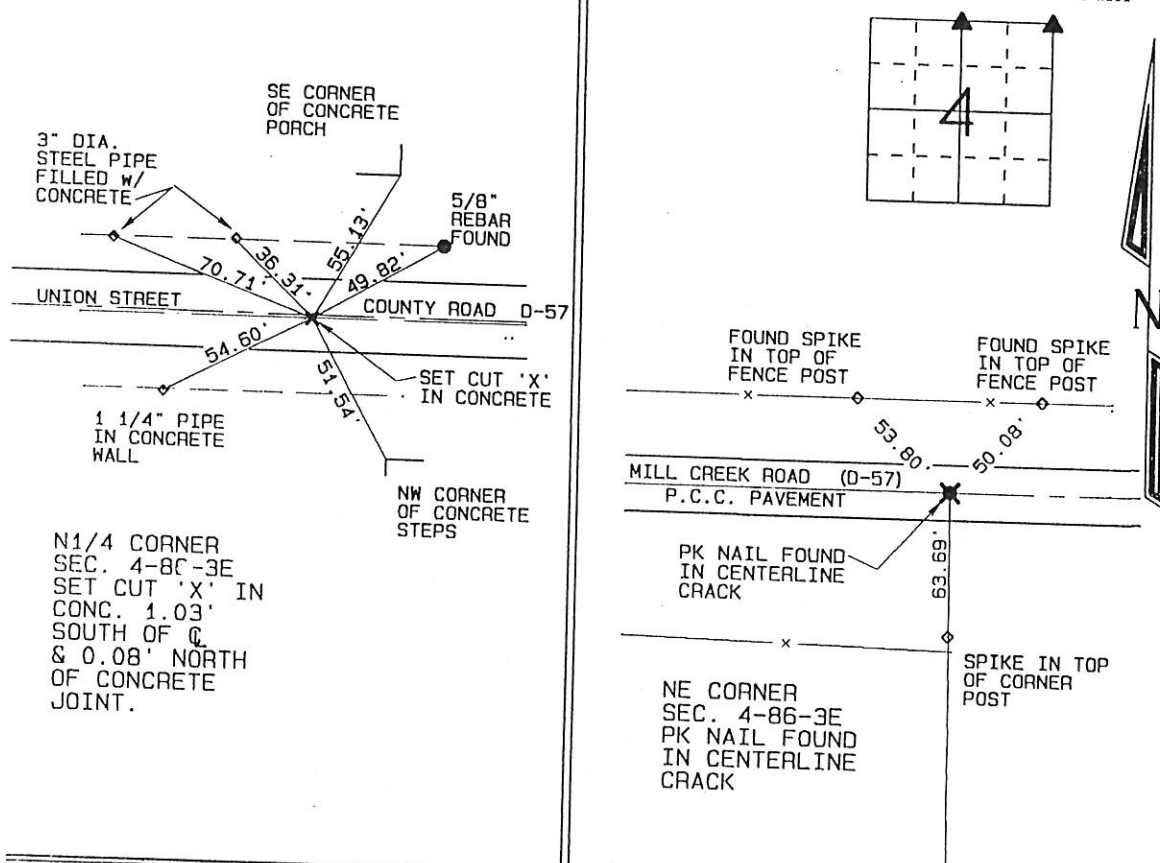 SE CORNER
OF CONCRETE
PORCH
3" DIA.
STEEL PIPE
FILLED W/
CONCRETE
5/8"
REBAR
FOUND
70.71'
36.31'
55.13'
49.82'
UNION STREET
COUNTY ROAD D-57
54.60'
51.54'
SET CUT 'X'
IN CONCRETE
1 1/4" PIPE
IN CONCRETE
WALL
NW CORNER
OF CONCRETE
STEPS
N1/4 CORNER
SEC. 4-86-3E
SET CUT 'X' IN
CONC. 1.03'
SOUTH OF ℄
& 0.08' NORTH
OF CONCRETE
JOINT.
4
N
FOUND SPIKE
IN TOP OF
FENCE POST
FOUND SPIKE
IN TOP OF
FENCE POST
53.80'
50.08'
MILL CREEK ROAD (D-57)
P.C.C. PAVEMENT
PK NAIL FOUND
IN CENTERLINE
CRACK
63.69'
SPIKE IN TOP
OF CORNER
POST
NE CORNER
SEC. 4-86-3E
PK NAIL FOUND
IN CENTERLINE
CRACK